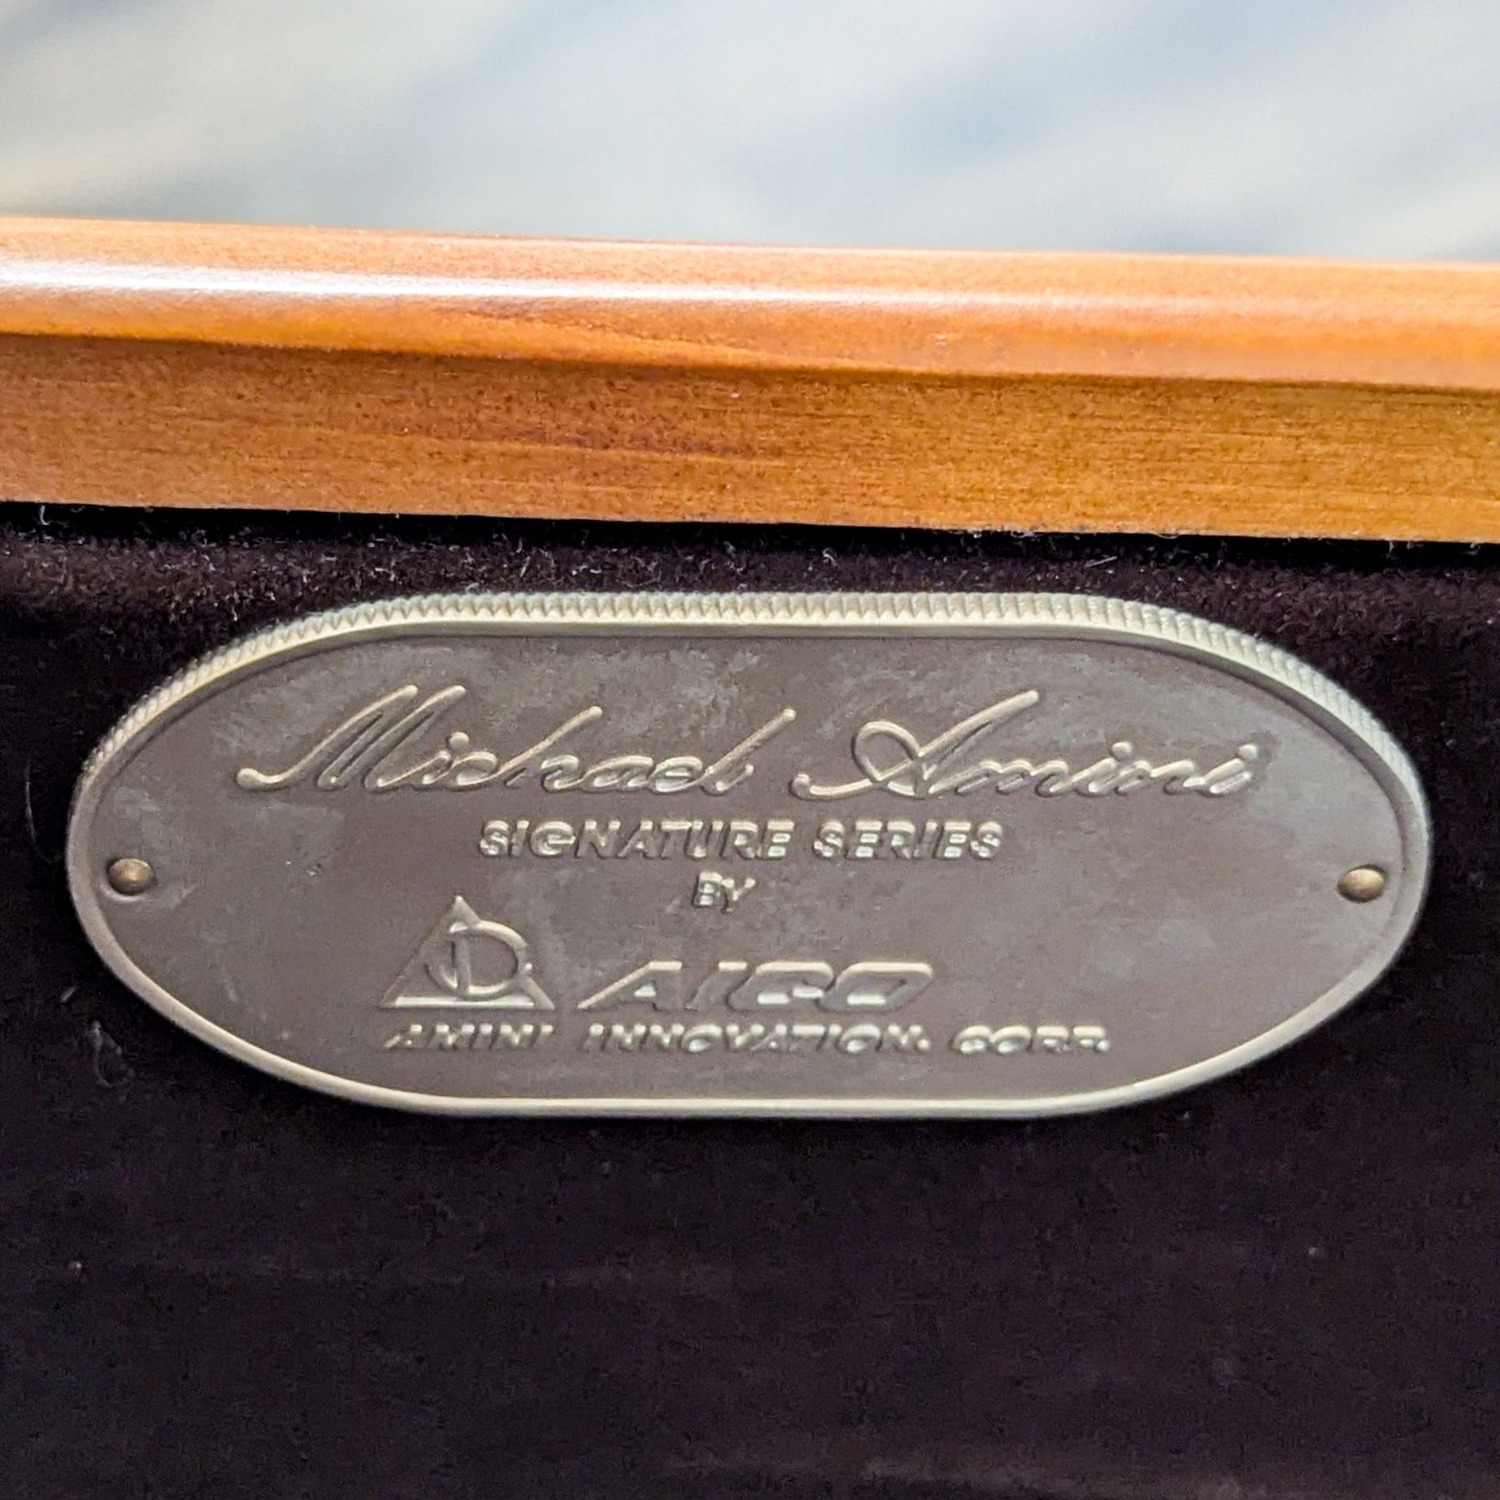 Michael Amini
SIGNATURE SERIES
BY
AICO
AMINI INNOVATION. CORP.